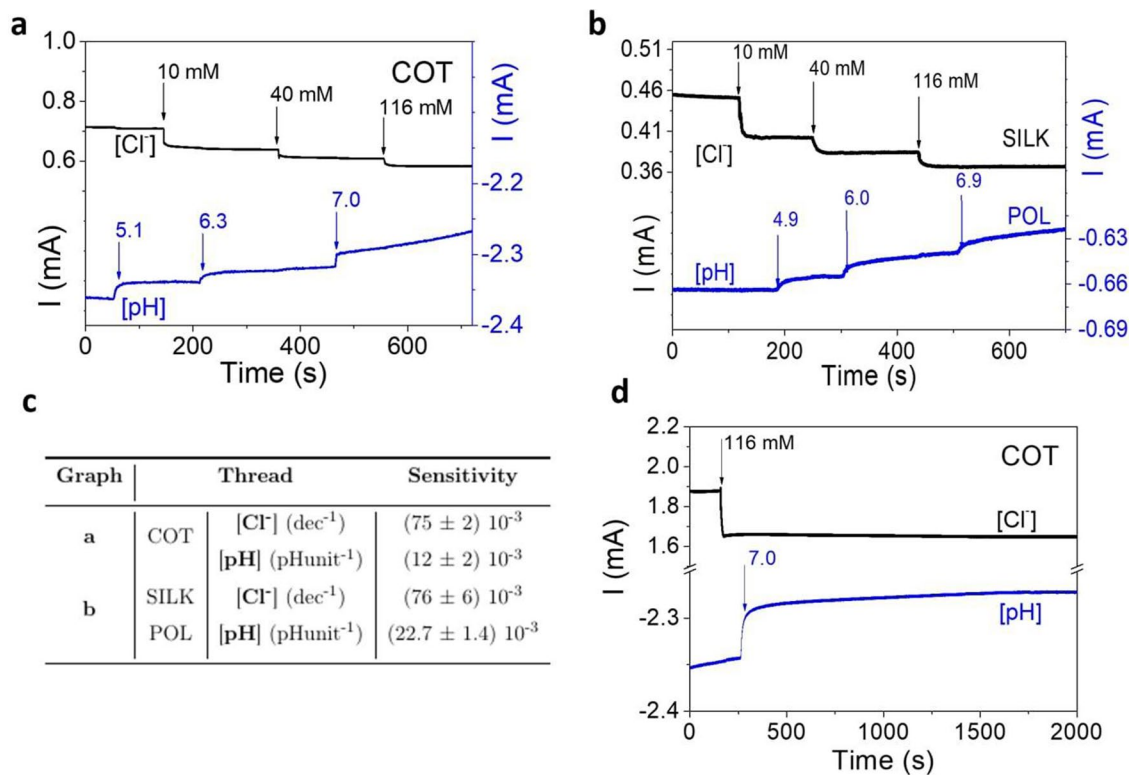 a
1.0
0.8
0.6
I (mA)
I (mA)
-2.2
-2.3
-2.4
COT
10 mM
40 mM
116 mM
[Cl-]
5.1
6.3
7.0
[pH]
0
200
400
600
Time (s)
b
0.51
0.46
0.41
0.36
I (mA)
I (mA)
-0.63
-0.66
-0.69
10 mM
40 mM
116 mM
[Cl-]
SILK
4.9
6.0
6.9
POL
[pH]
0
200
400
600
Time (s)
c
Graph Thread Sensitivity
a COT [Cl-] (dec-1) (75 ± 2) 10-3
[pH] (pHunit-1) (12 ± 2) 10-3
b SILK [Cl-] (dec-1) (76 ± 6) 10-3
POL [pH] (pHunit-1) (22.7 ± 1.4) 10-3
d
2.2
2.0
1.8
1.6
-2.3
-2.4
I (mA)
116 mM
COT
[Cl-]
7.0
[pH]
0
500
1000
1500
2000
Time (s)